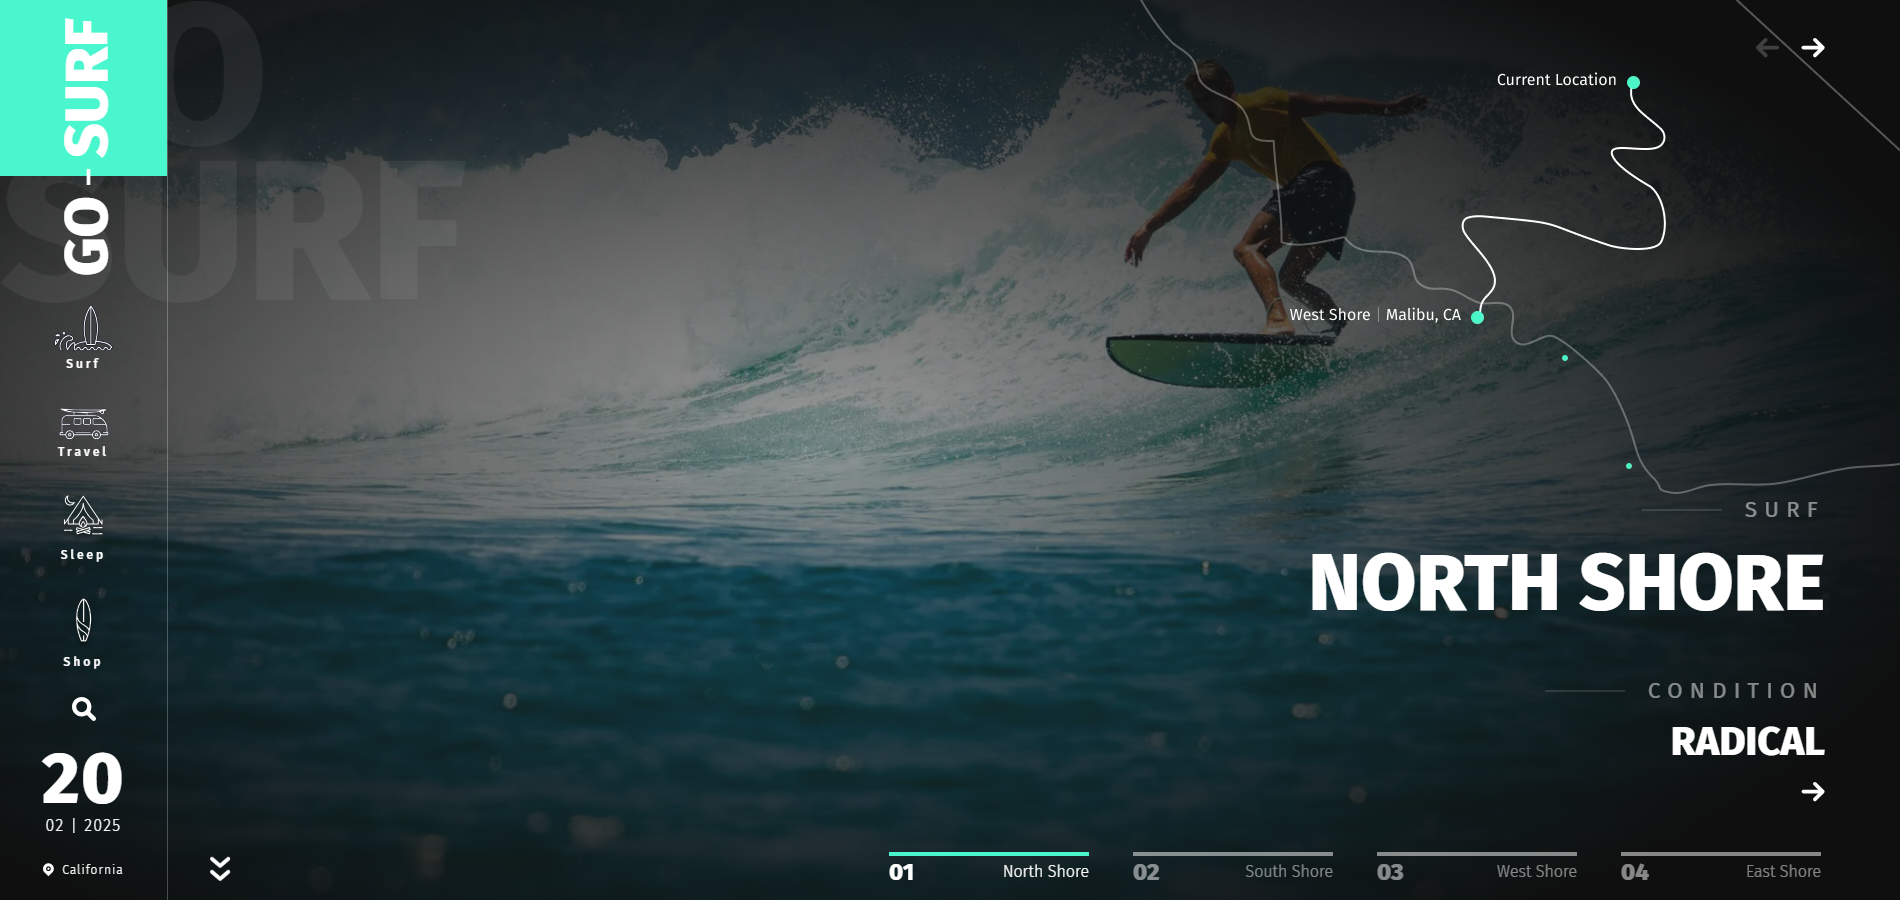 GO - SURF
O
SURF
Surf
Travel
Sleep
Shop
20
02 | 2025
California
Current Location
West Shore | Malibu, CA
SURF
NORTH SHORE
CONDITION
RADICAL
01 North Shore
02 South Shore
03 West Shore
04 East Shore